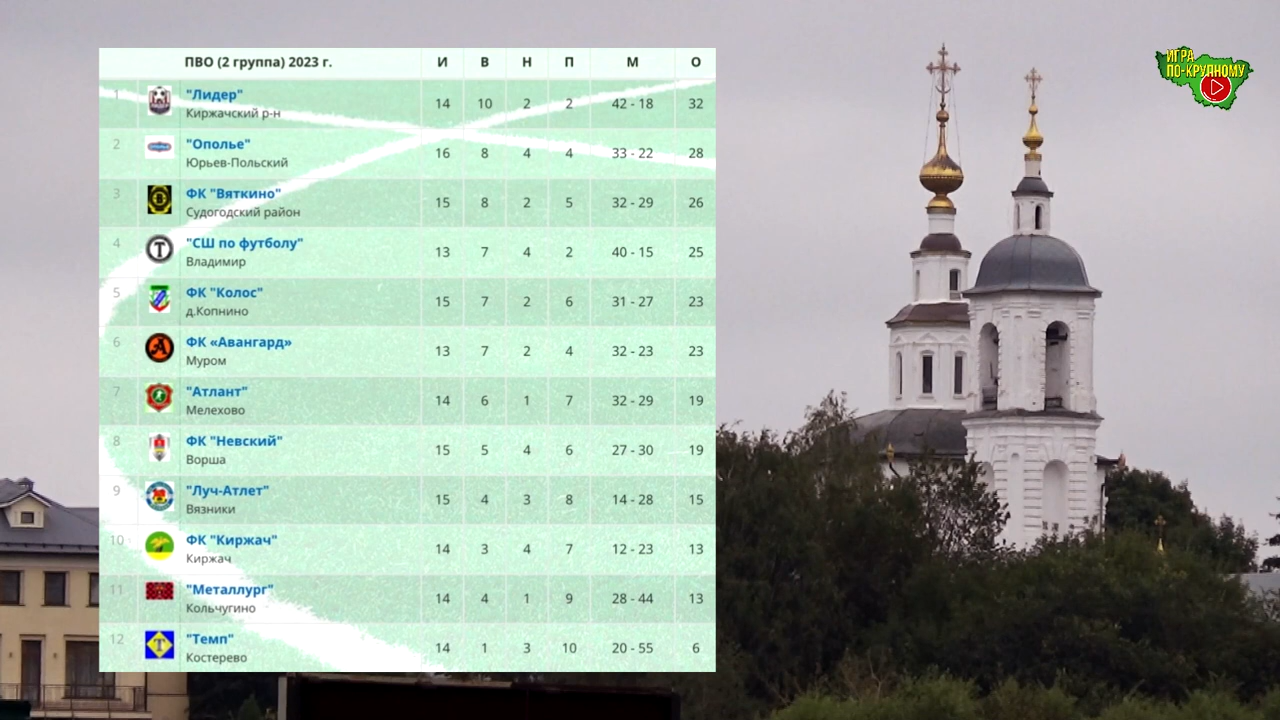 ИГРА
ПО-КРУПНОМУ
ПВО (2 группа) 2023 г. И В Н П М О
1 "Лидер" 14 10 2 2 42 - 18 32
Киржачский р-н
2 "Ополье" 16 8 4 4 33 - 22 28
Юрьев-Польский
3 ФК "Вяткино" 15 8 2 5 32 - 29 26
Судогодский район
4 "СШ по футболу" 13 7 4 2 40 - 15 25
Владимир
5 ФК "Колос" 15 7 2 6 31 - 27 23
д.Копнино
6 ФК «Авангард» 13 7 2 4 32 - 23 23
Муром
7 "Атлант" 14 6 1 7 32 - 29 19
Мелехово
8 ФК "Невский" 15 5 4 6 27 - 30 19
Ворша
9 "Луч-Атлет" 15 4 3 8 14 - 28 15
Вязники
10 ФК "Киржач" 14 3 4 7 12 - 23 13
Киржач
11 "Металлург" 14 4 1 9 28 - 44 13
Кольчугино
12 "Темп" 14 1 3 10 20 - 55 6
Костерево